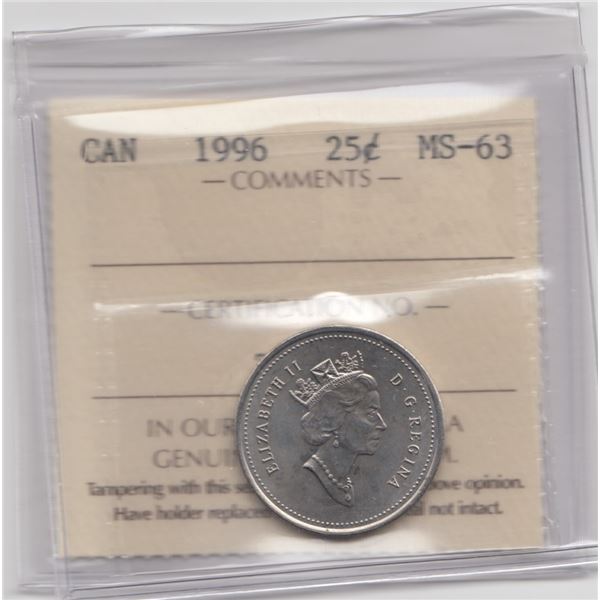 CAN 1996 25¢ MS-63
— COMMENTS —
— CERTIFICATION NO. —
ELIZABETH II D·G·REGINA
IN OUR A
GENUI M.
Tampering with this se ove opinion.
Have holder replace al not intact.